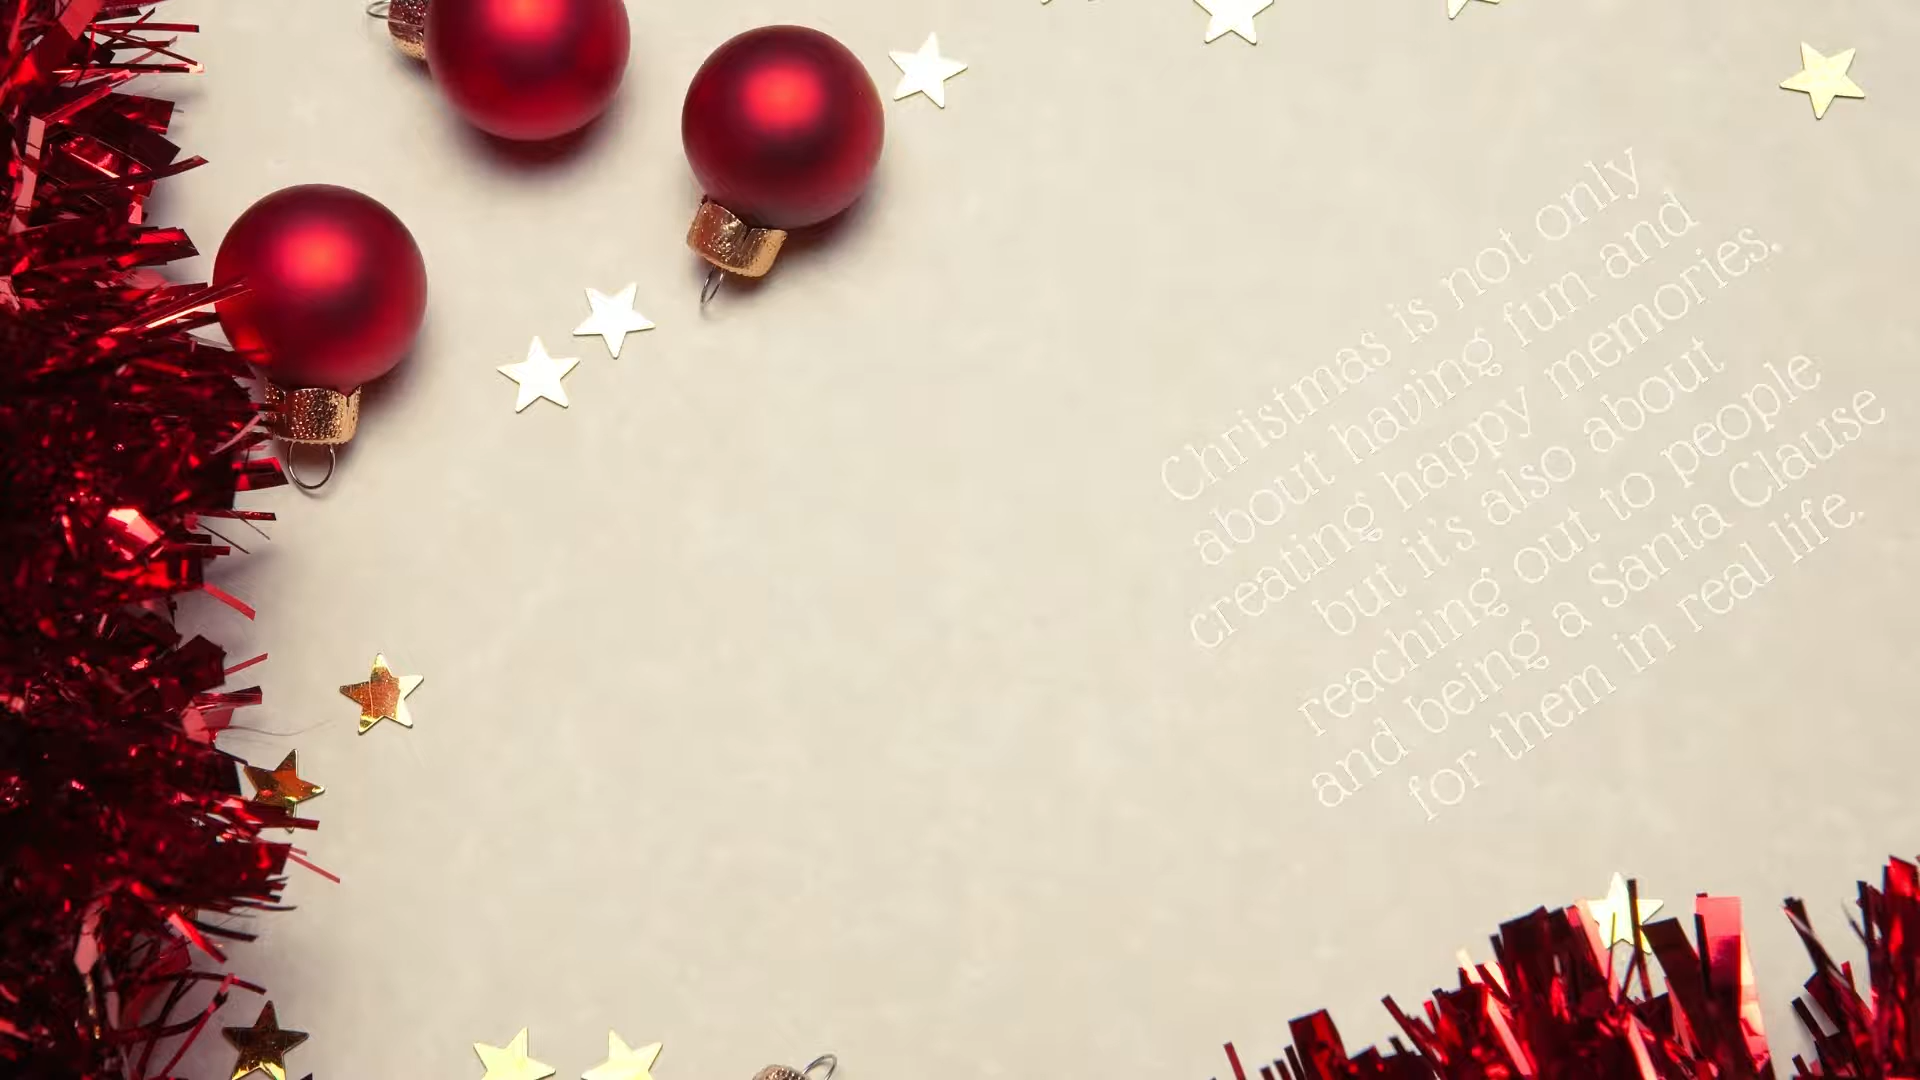 Christmas is not only
about having fun and
creating happy memories.
but it's also about
reaching out to people
and being a Santa Clause
for them in real life.